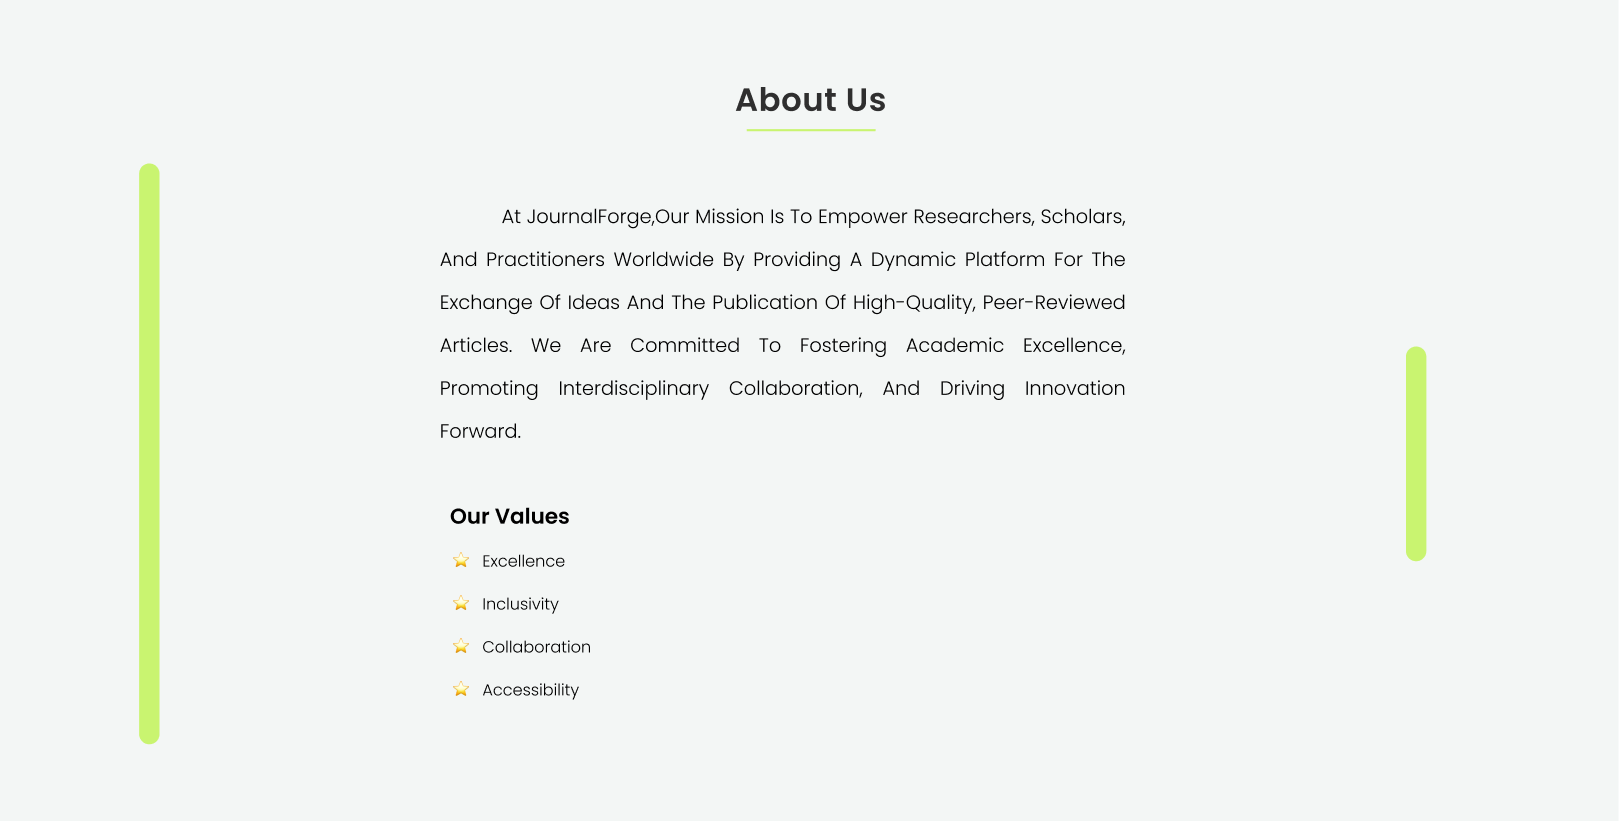 About Us
At JournalForge,Our Mission Is To Empower Researchers, Scholars,
And Practitioners Worldwide By Providing A Dynamic Platform For The
Exchange Of Ideas And The Publication Of High-Quality, Peer-Reviewed
Articles. We Are Committed To Fostering Academic Excellence,
Promoting Interdisciplinary Collaboration, And Driving Innovation
Forward.
Our Values
Excellence
Inclusivity
Collaboration
Accessibility